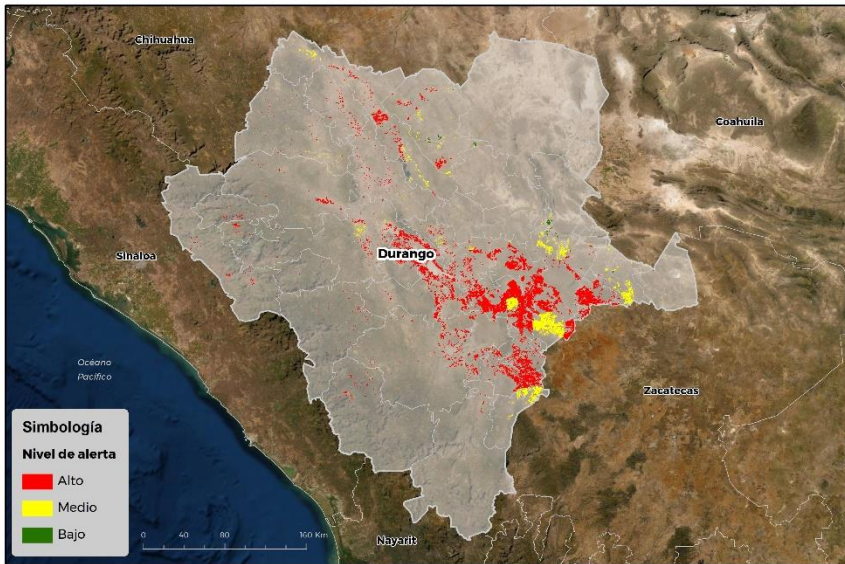 Chihuahua
Coahuila
Sinaloa
Durango
Océano
Pacífico
Zacatecas
Simbología
Nivel de alerta
Alto
Medio
Bajo
0 40 80 160 Km
Nayarit